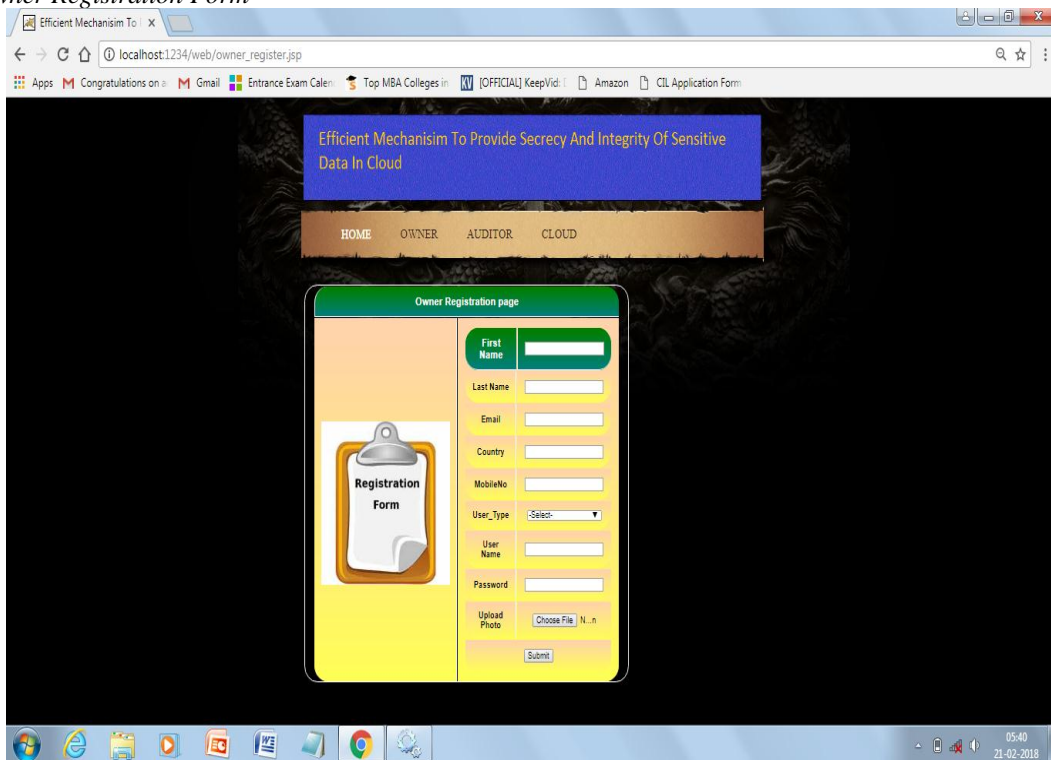 Owner Registration Form
Efficient Mechanisim To
localhost:1234/web/owner_register.jsp
Apps Congratulations on a Gmail Entrance Exam Calen Top MBA Colleges in [OFFICIAL] KeepVid: Amazon CIL Application Form
Efficient Mechanisim To Provide Secrecy And Integrity Of Sensitive
Data In Cloud
HOME OWNER AUDITOR CLOUD
Owner Registration page
Registration
Form
First
Name
Last Name
Email
Country
MobileNo
User_Type -Select-
User
Name
Password
Upload
Photo Choose File N...n
Submit
05:40
21-02-2018